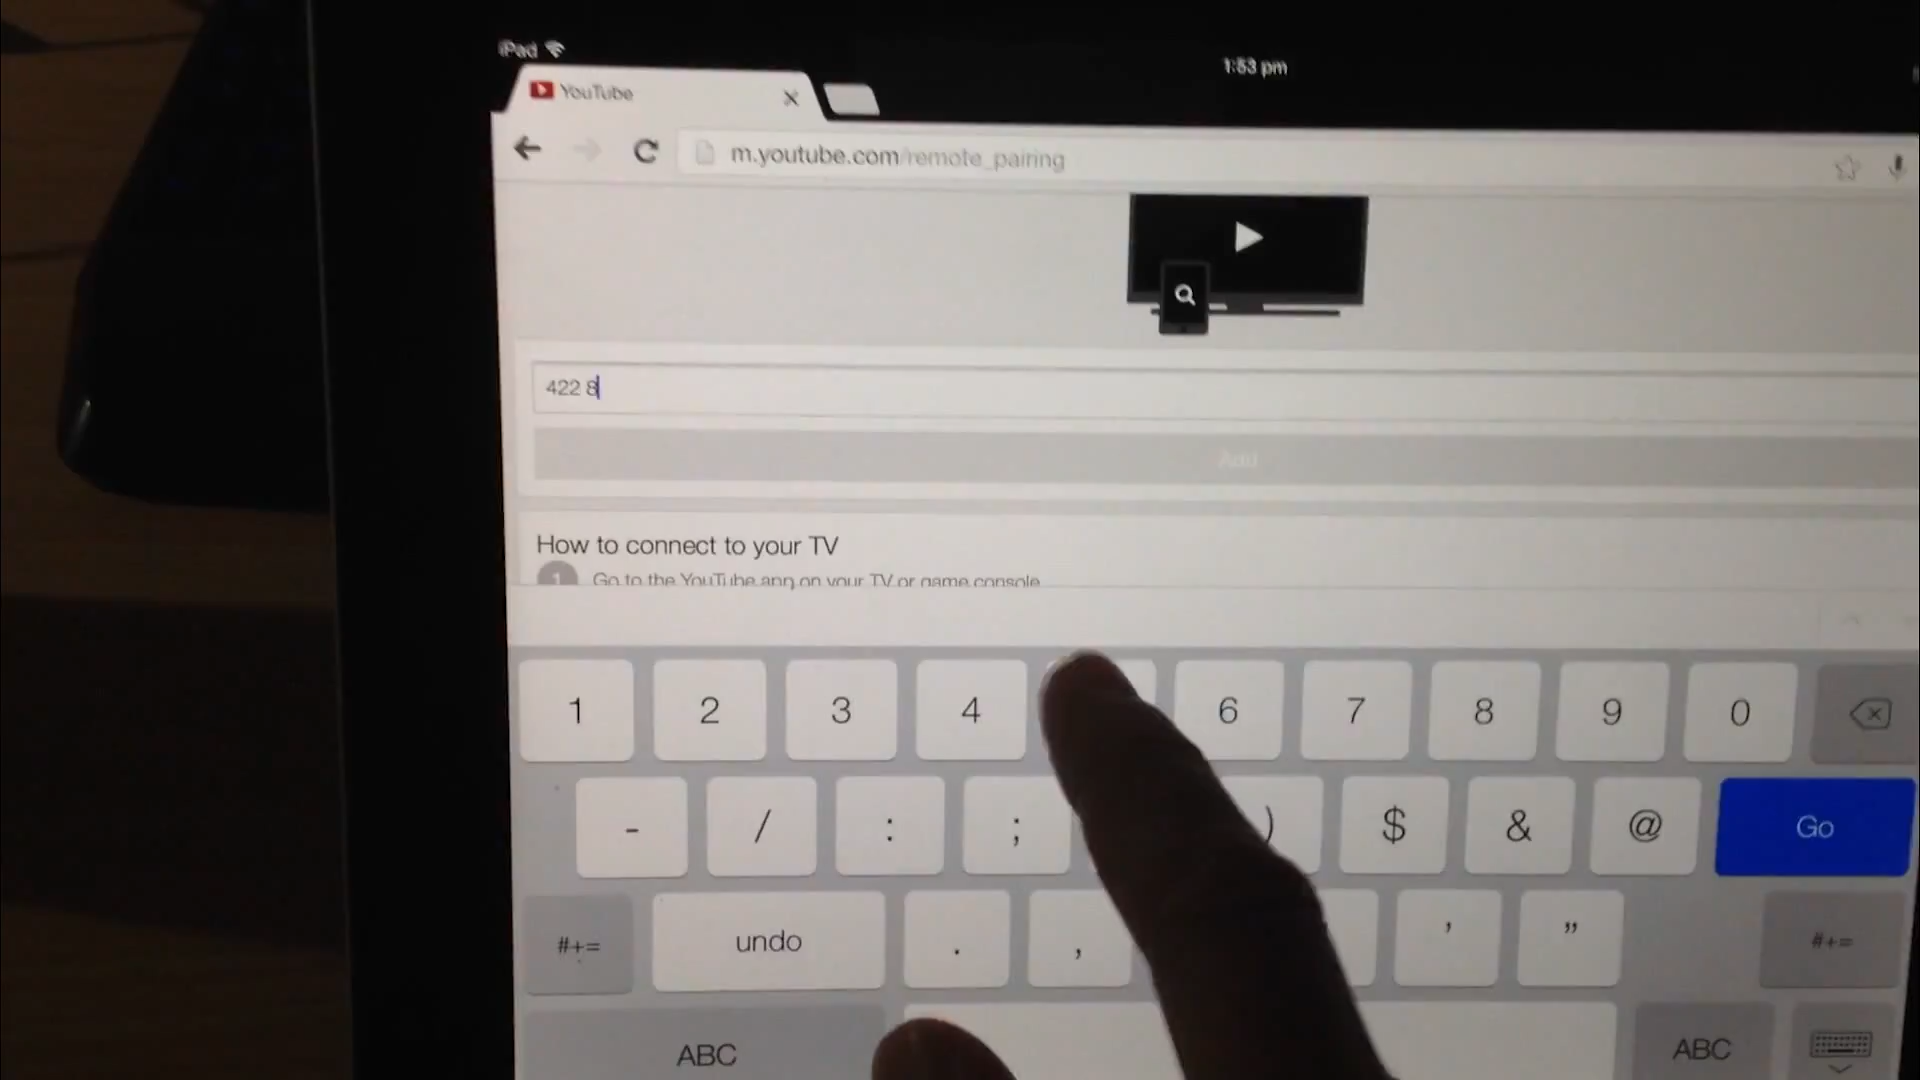 iPad
1:53 pm
YouTube
m.youtube.com/remote_pairing
422 8
Add
How to connect to your TV
1 Go to the YouTube app on your TV or game console
1 2 3 4 6 7 8 9 0
- / : ; ) $ & @ Go
#+= undo . , ' " #+=
ABC ABC